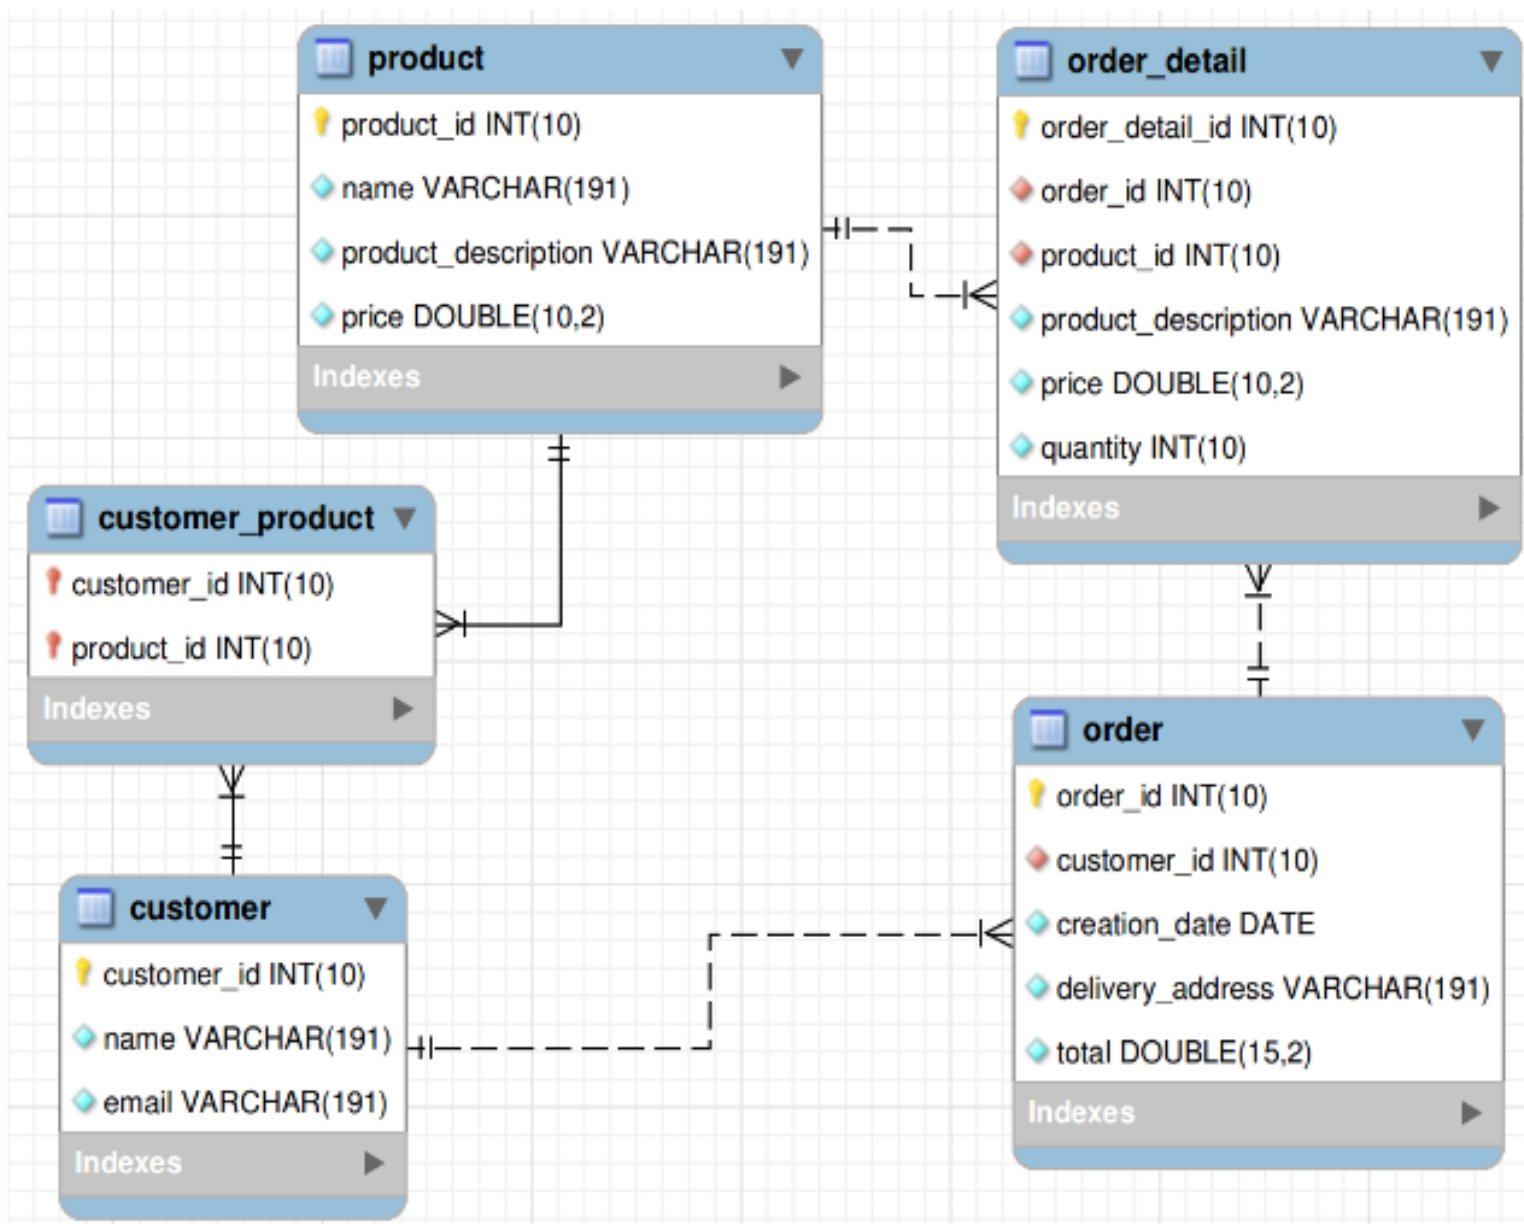 product
product_id INT(10)
name VARCHAR(191)
product_description VARCHAR(191)
price DOUBLE(10,2)
Indexes
order_detail
order_detail_id INT(10)
order_id INT(10)
product_id INT(10)
product_description VARCHAR(191)
price DOUBLE(10,2)
quantity INT(10)
Indexes
customer_product
customer_id INT(10)
product_id INT(10)
Indexes
customer
customer_id INT(10)
name VARCHAR(191)
email VARCHAR(191)
Indexes
order
order_id INT(10)
customer_id INT(10)
creation_date DATE
delivery_address VARCHAR(191)
total DOUBLE(15,2)
Indexes